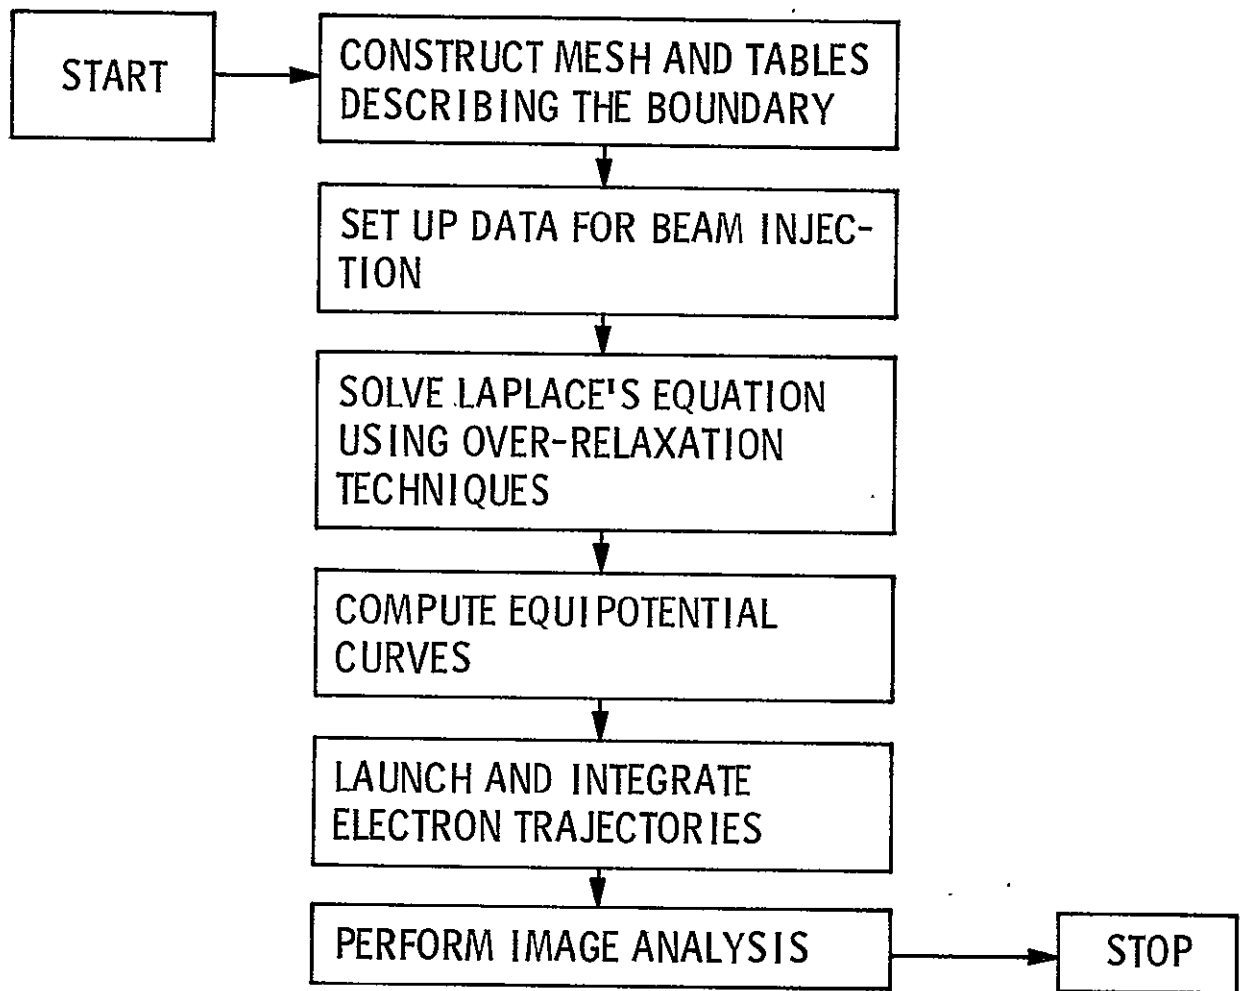 START
CONSTRUCT MESH AND TABLES
DESCRIBING THE BOUNDARY
SET UP DATA FOR BEAM INJEC-
TION
SOLVE LAPLACE'S EQUATION
USING OVER-RELAXATION
TECHNIQUES
COMPUTE EQUIPOTENTIAL
CURVES
LAUNCH AND INTEGRATE
ELECTRON TRAJECTORIES
PERFORM IMAGE ANALYSIS
STOP